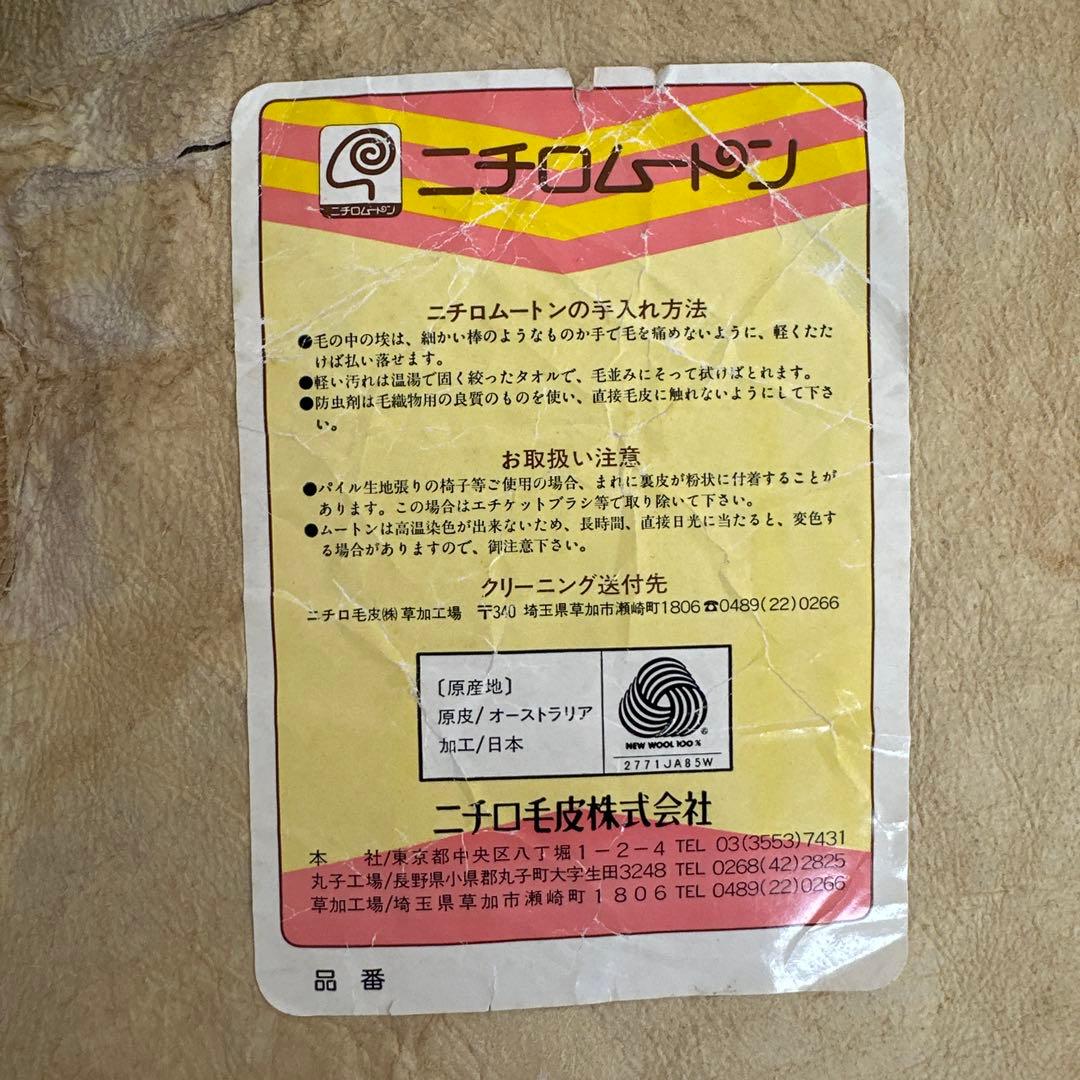 ニチロムートン
ニチロムートン
ニチロムートンの手入れ方法
●毛の中の埃は、細かい棒のようなものか手で毛を痛めないように、軽くたた
けば払い落せます。
●軽い汚れは温湯で固く絞ったタオルで、毛並みにそって拭けばとれます。
●防虫剤は毛織物用の良質のものを使い、直接毛皮に触れないようにして下さ
い。
お取扱い注意
●パイル生地張りの椅子等ご使用の場合、まれに裏皮が粉状に付着することが
あります。この場合はエチケットブラシ等で取り除いて下さい。
●ムートンは高温染色が出来ないため、長時間、直接日光に当たると、変色す
る場合がありますので、御注意下さい。
クリーニング送付先
ニチロ毛皮㈱草加工場 〒340 埼玉県草加市瀬崎町1806☎0489(22)0266
〔原産地〕
原皮/オーストラリア
加工/日本
NEW WOOL 100%
2771JA85W
ニチロ毛皮株式会社
本 社/東京都中央区八丁堀1-2-4 TEL 03(3553)7431
丸子工場/長野県小県郡丸子町大字生田3248 TEL 0268(42)2825
草加工場/埼玉県草加市瀬崎町1806 TEL 0489(22)0266
品番